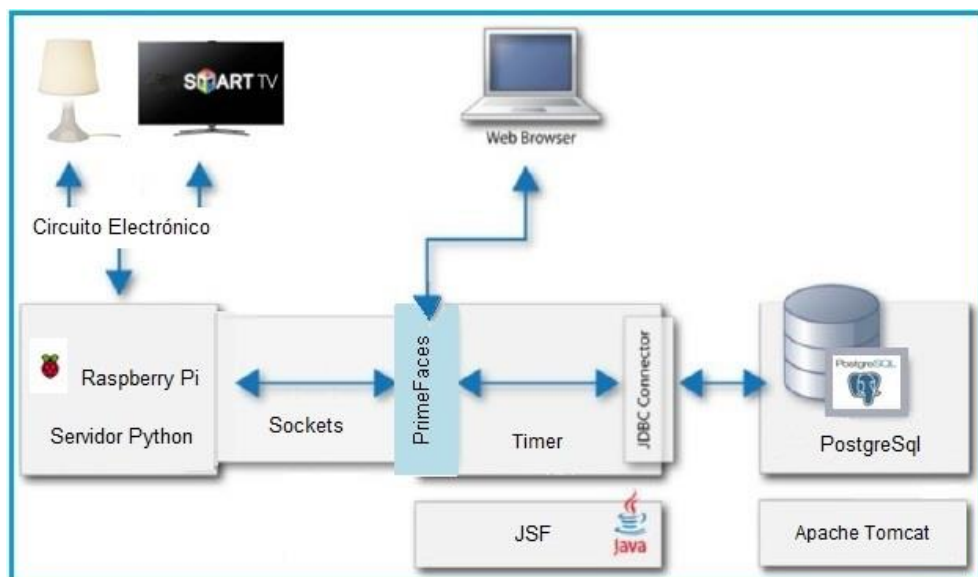 SMART TV
Web Browser
Circuito Electrónico
Raspberry Pi
Servidor Python
Sockets
PrimeFaces
Timer
JDBC Connector
PostgreSQL
PostgreSql
JSF
Java
Apache Tomcat